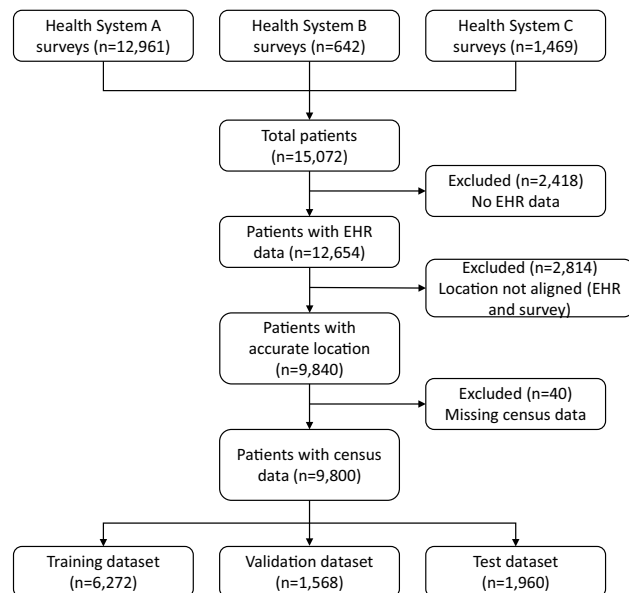 Health System A
surveys (n=12,961)
Health System B
surveys (n=642)
Health System C
surveys (n=1,469)
Total patients
(n=15,072)
Excluded (n=2,418)
No EHR data
Patients with EHR
data (n=12,654)
Excluded (n=2,814)
Location not aligned (EHR
and survey)
Patients with
accurate location
(n=9,840)
Excluded (n=40)
Missing census data
Patients with census
data (n=9,800)
Training dataset
(n=6,272)
Validation dataset
(n=1,568)
Test dataset
(n=1,960)